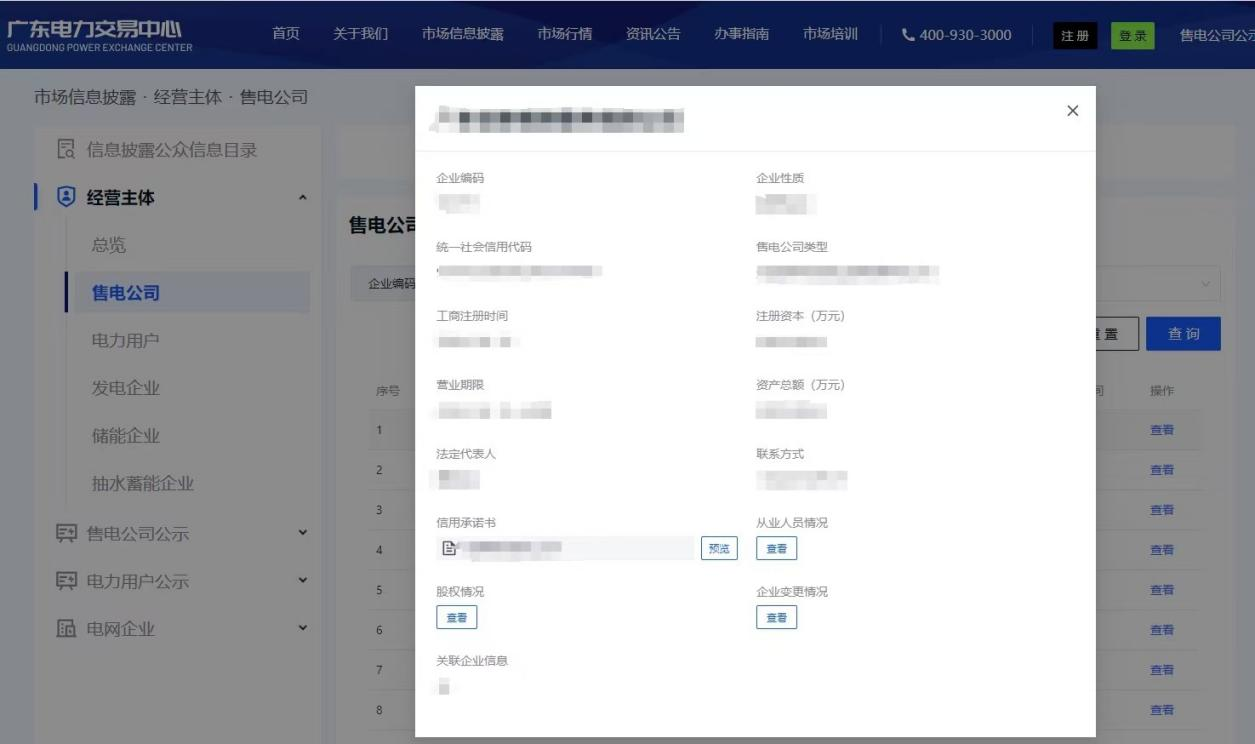 广东电力交易中心
GUANGDONG POWER EXCHANGE CENTER
首页 关于我们 市场信息披露 市场行情 资讯公告 办事指南 市场培训 400-930-3000 注册 登录 售电公司公示
市场信息披露 · 经营主体 · 售电公司
信息披露公众信息目录
经营主体
总览
售电公司
电力用户
发电企业
储能企业
抽水蓄能企业
售电公司公示
电力用户公示
电网企业
售电公司
企业编码
置 查询
序号 操作
1 查看
2 查看
3 查看
4 查看
5 查看
6 查看
7 查看
8 查看
企业编码 企业性质
统一社会信用代码 售电公司类型
工商注册时间 注册资本（万元）
营业期限 资产总额（万元）
法定代表人 联系方式
信用承诺书 从业人员情况
预览 查看
股权情况 企业变更情况
查看 查看
关联企业信息